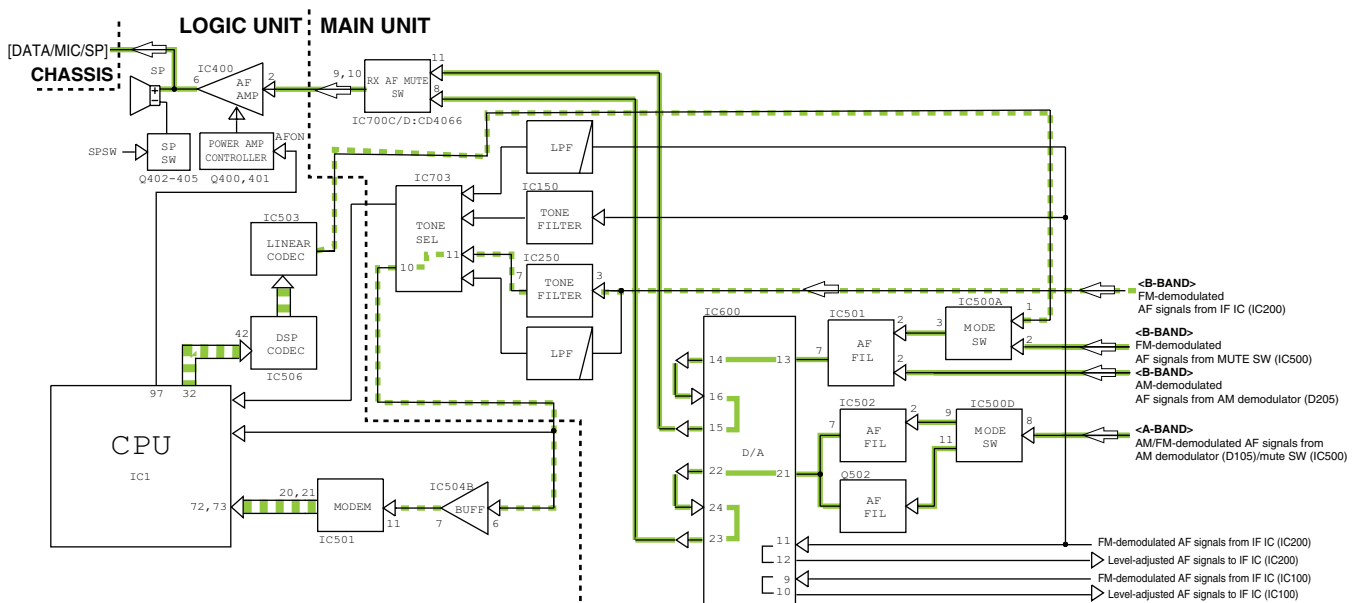 LOGIC UNIT
MAIN UNIT
[DATA/MIC/SP]
CHASSIS
SP
+
-
IC400
6
AF
AMP
2
9,10
RX AF MUTE
SW
11
8
IC700C/D:CD4066
SPSW
SP
SW
Q402-405
POWER AMP
CONTROLLER
AFON
Q400,401
LPF
IC703
TONE
SEL
10
11
IC150
TONE
FILTER
IC250
7
TONE
FILTER
3
LPF
IC503
LINEAR
CODEC
42
DSP
CODEC
IC506
97
32
CPU
IC1
72,73
20,21
MODEM
IC501
11
IC504B
7
BUFF
6
IC600
14
13
16
15
D/A
22
21
24
23
11
12
9
10
IC501
7
AF
FIL
2
2
IC500A
3
MODE
SW
1
2
IC502
7
AF
FIL
2
Q502
AF
FIL
IC500D
9
11
MODE
SW
8
<B-BAND>
FM-demodulated
AF signals from IF IC (IC200)
<B-BAND>
FM-demodulated
AF signals from MUTE SW (IC500)
<B-BAND>
AM-demodulated
AF signals from AM demodulator (D205)
<A-BAND>
AM/FM-demodulated AF signals from
AM demodulator (D105)/mute SW (IC500)
FM-demodulated AF signals from IF IC (IC200)
Level-adjusted AF signals to IF IC (IC200)
FM-demodulated AF signals from IF IC (IC100)
Level-adjusted AF signals to IF IC (IC100)